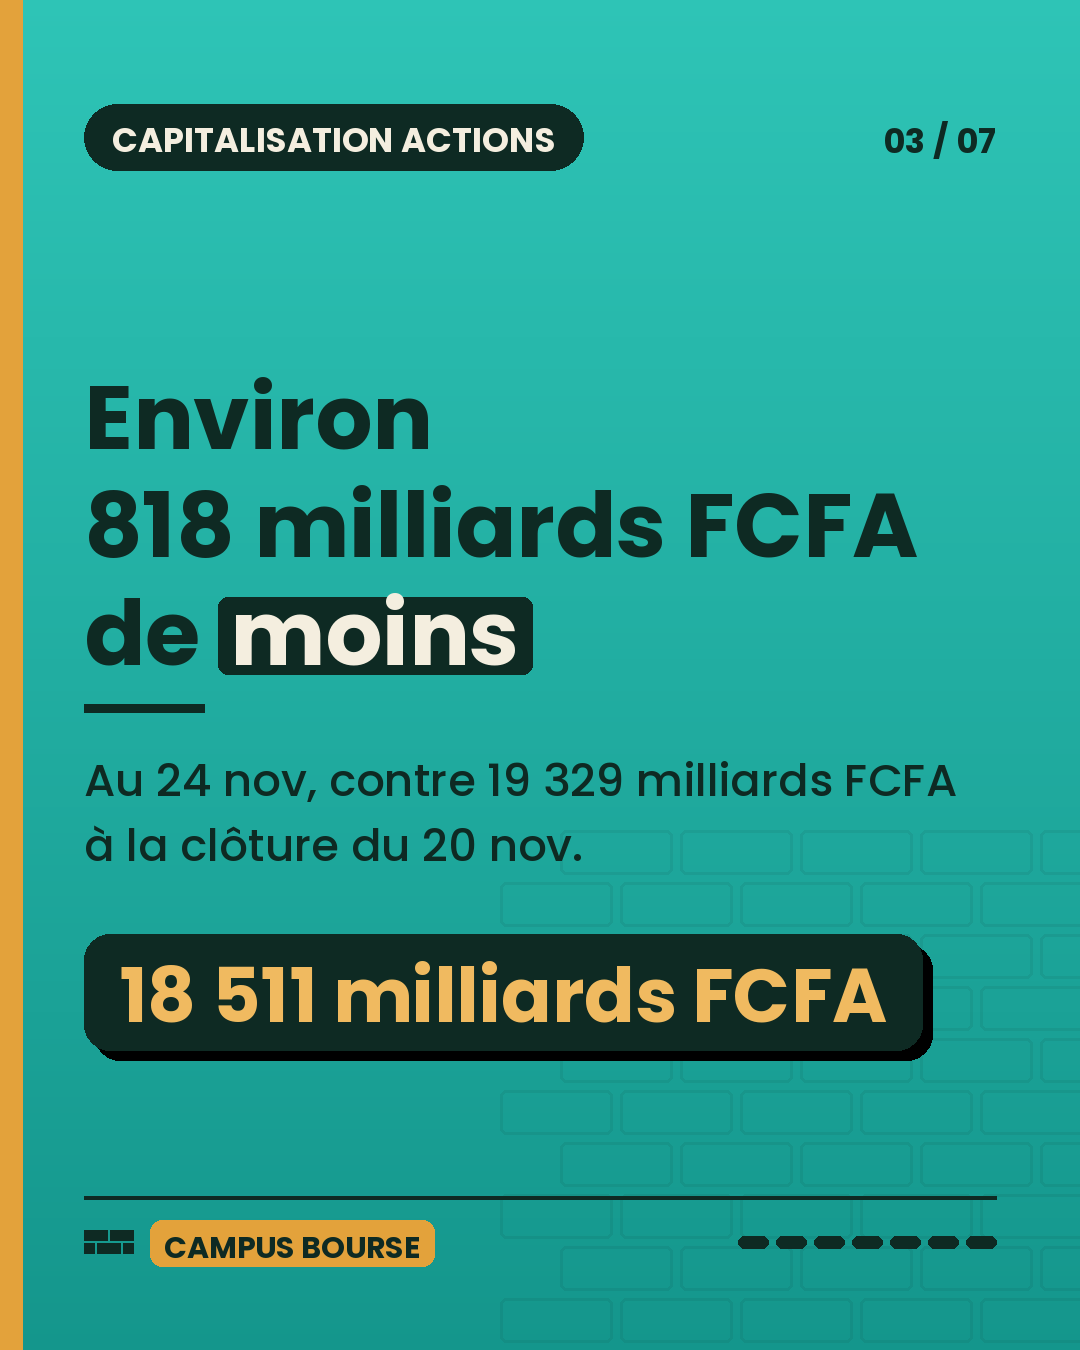 CAPITALISATION ACTIONS
03 / 07
Environ
818 milliards FCFA
de moins
Au 24 nov, contre 19 329 milliards FCFA
à la clôture du 20 nov.
18 511 milliards FCFA
CAMPUS BOURSE